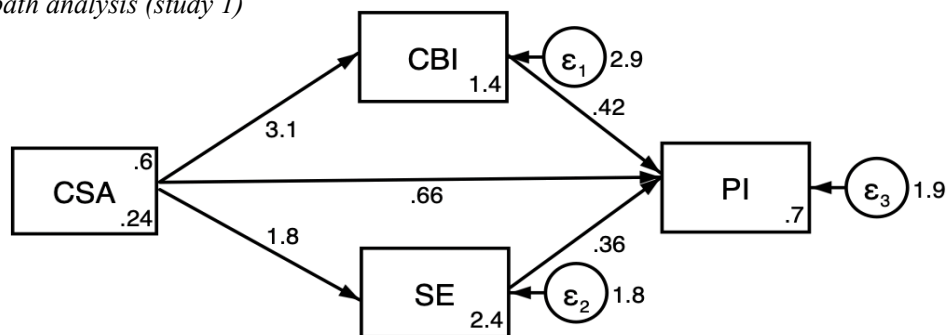 path analysis (study 1)
CBI
1.4
ε1
2.9
3.1
.42
CSA
.6
.24
.66
PI
.7
ε3
1.9
1.8
.36
SE
2.4
ε2
1.8